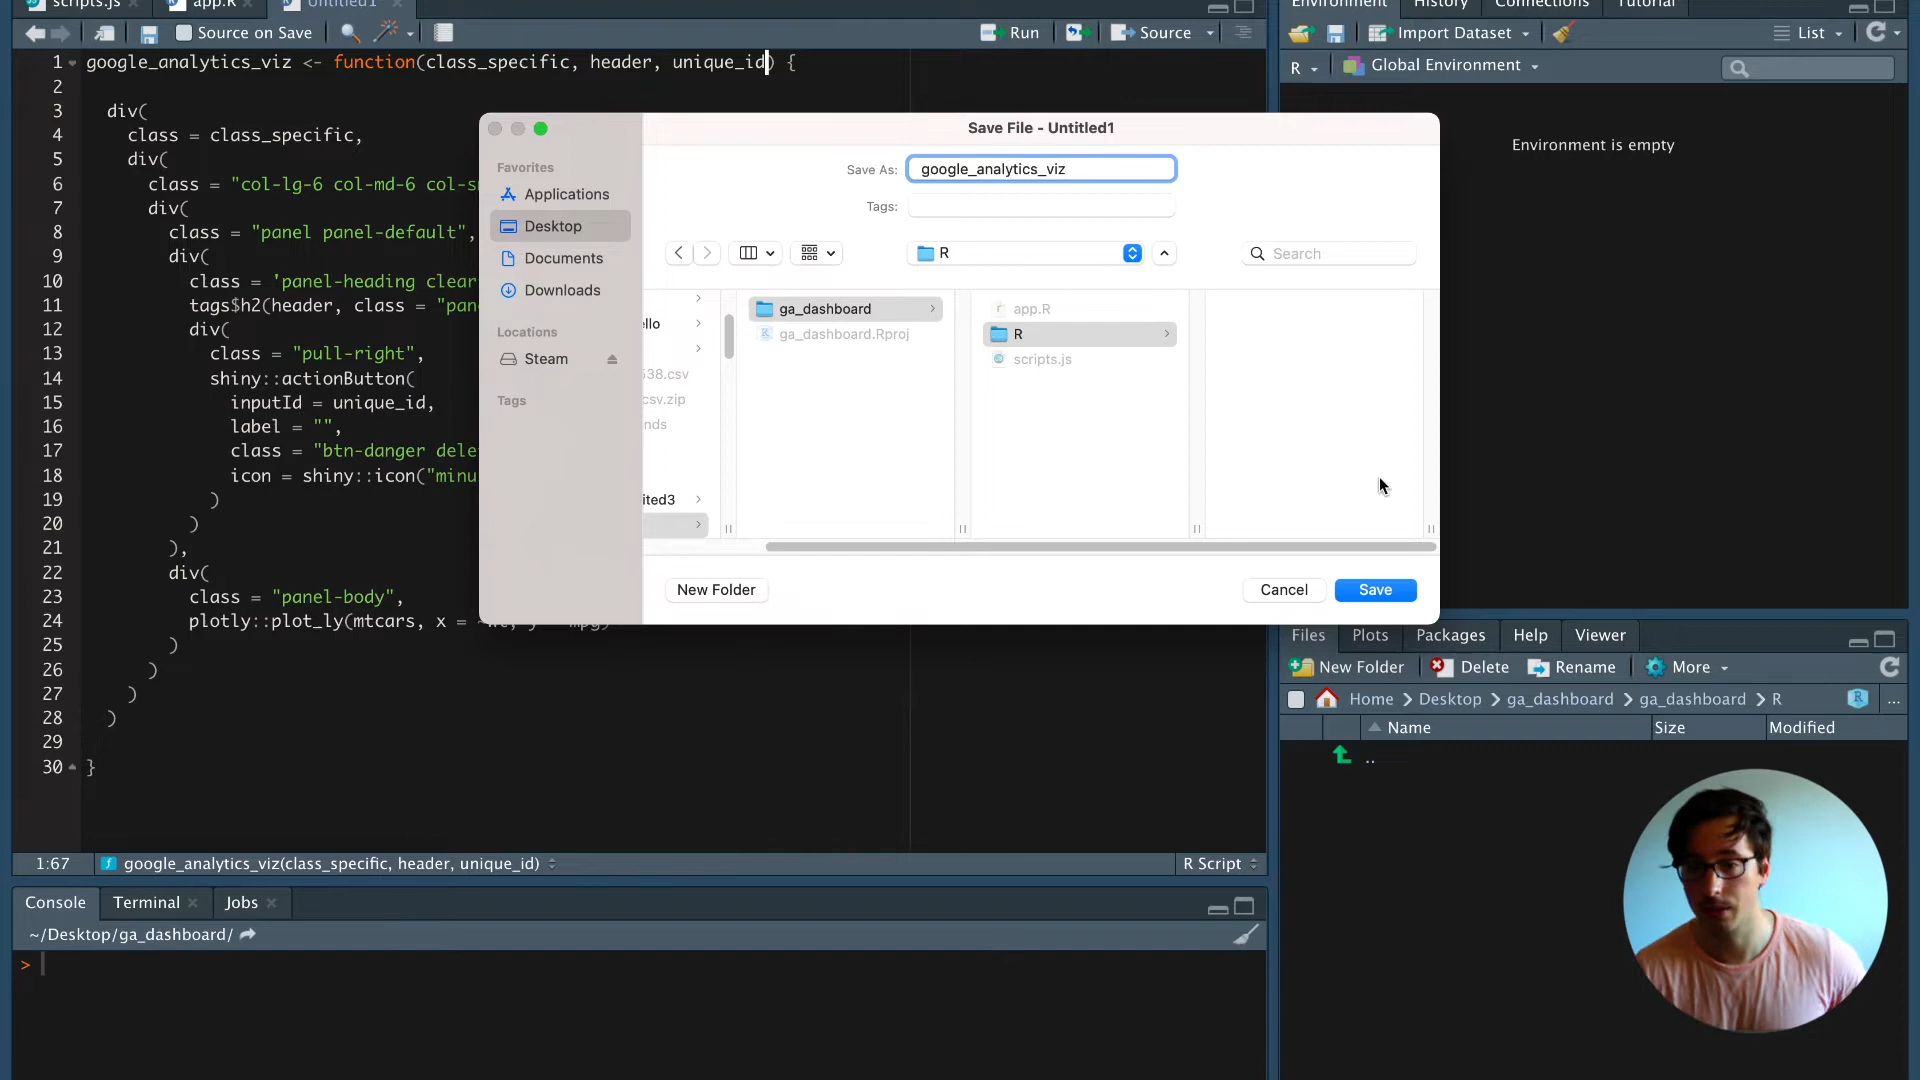 scripts.js
app.R
Untitled1
Source on Save
Run
Source
1 google_analytics_viz <- function(class_specific, header, unique_id) {
2
3 div(
4 class = class_specific,
5 div(
6 class = "col-lg-6 col-md-6 col-sm
7 div(
8 class = "panel panel-default",
9 div(
10 class = 'panel-heading clear
11 tags$h2(header, class = "pan
12 div(
13 class = "pull-right",
14 shiny::actionButton(
15 inputId = unique_id,
16 label = "",
17 class = "btn-danger dele
18 icon = shiny::icon("minu
19 )
20 )
21 ),
22 div(
23 class = "panel-body",
24 plotly::plot_ly(mtcars, x =
25 )
26 )
27 )
28 )
29
30 }
1:67
google_analytics_viz(class_specific, header, unique_id)
R Script
Save File - Untitled1
Save As:
google_analytics_viz
Tags:
Favorites
Applications
Desktop
Documents
Downloads
Locations
Steam
Tags
R
Search
ello
538.csv
csv.zip
nds
ited3
ga_dashboard
ga_dashboard.Rproj
app.R
R
scripts.js
New Folder
Cancel
Save
Console
Terminal
Jobs
~/Desktop/ga_dashboard/
>
Environment
History
Connections
Tutorial
Import Dataset
List
R
Global Environment
Environment is empty
Files
Plots
Packages
Help
Viewer
New Folder
Delete
Rename
More
Home
Desktop
ga_dashboard
ga_dashboard
R
...
Name
Size
Modified
..